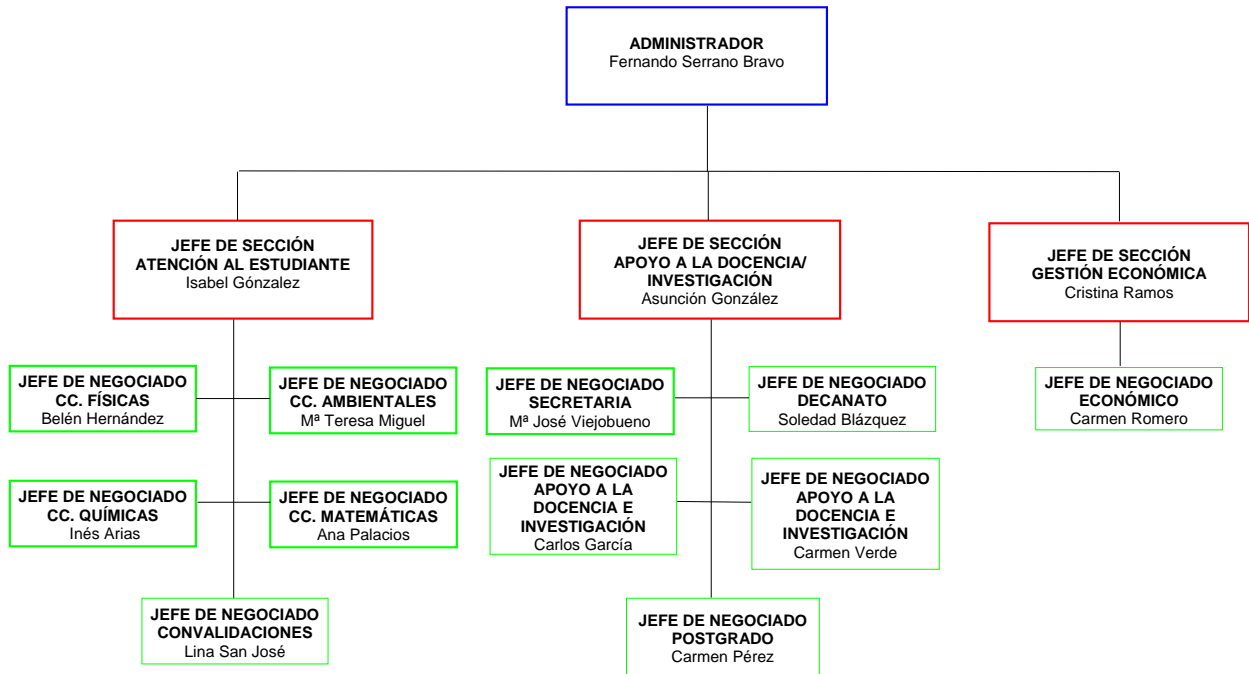 ADMINISTRADOR
Fernando Serrano Bravo
JEFE DE SECCIÓN
ATENCIÓN AL ESTUDIANTE
Isabel Gónzalez
JEFE DE SECCIÓN
APOYO A LA DOCENCIA/
INVESTIGACIÓN
Asunción González
JEFE DE SECCIÓN
GESTIÓN ECONÓMICA
Cristina Ramos
JEFE DE NEGOCIADO
CC. FÍSICAS
Belén Hernández
JEFE DE NEGOCIADO
CC. AMBIENTALES
Mª Teresa Miguel
JEFE DE NEGOCIADO
SECRETARIA
Mª José Viejobueno
JEFE DE NEGOCIADO
DECANATO
Soledad Blázquez
JEFE DE NEGOCIADO
ECONÓMICO
Carmen Romero
JEFE DE NEGOCIADO
CC. QUÍMICAS
Inés Arias
JEFE DE NEGOCIADO
CC. MATEMÁTICAS
Ana Palacios
JEFE DE NEGOCIADO
APOYO A LA
DOCENCIA E
INVESTIGACIÓN
Carlos García
JEFE DE NEGOCIADO
APOYO A LA
DOCENCIA E
INVESTIGACIÓN
Carmen Verde
JEFE DE NEGOCIADO
CONVALIDACIONES
Lina San José
JEFE DE NEGOCIADO
POSTGRADO
Carmen Pérez